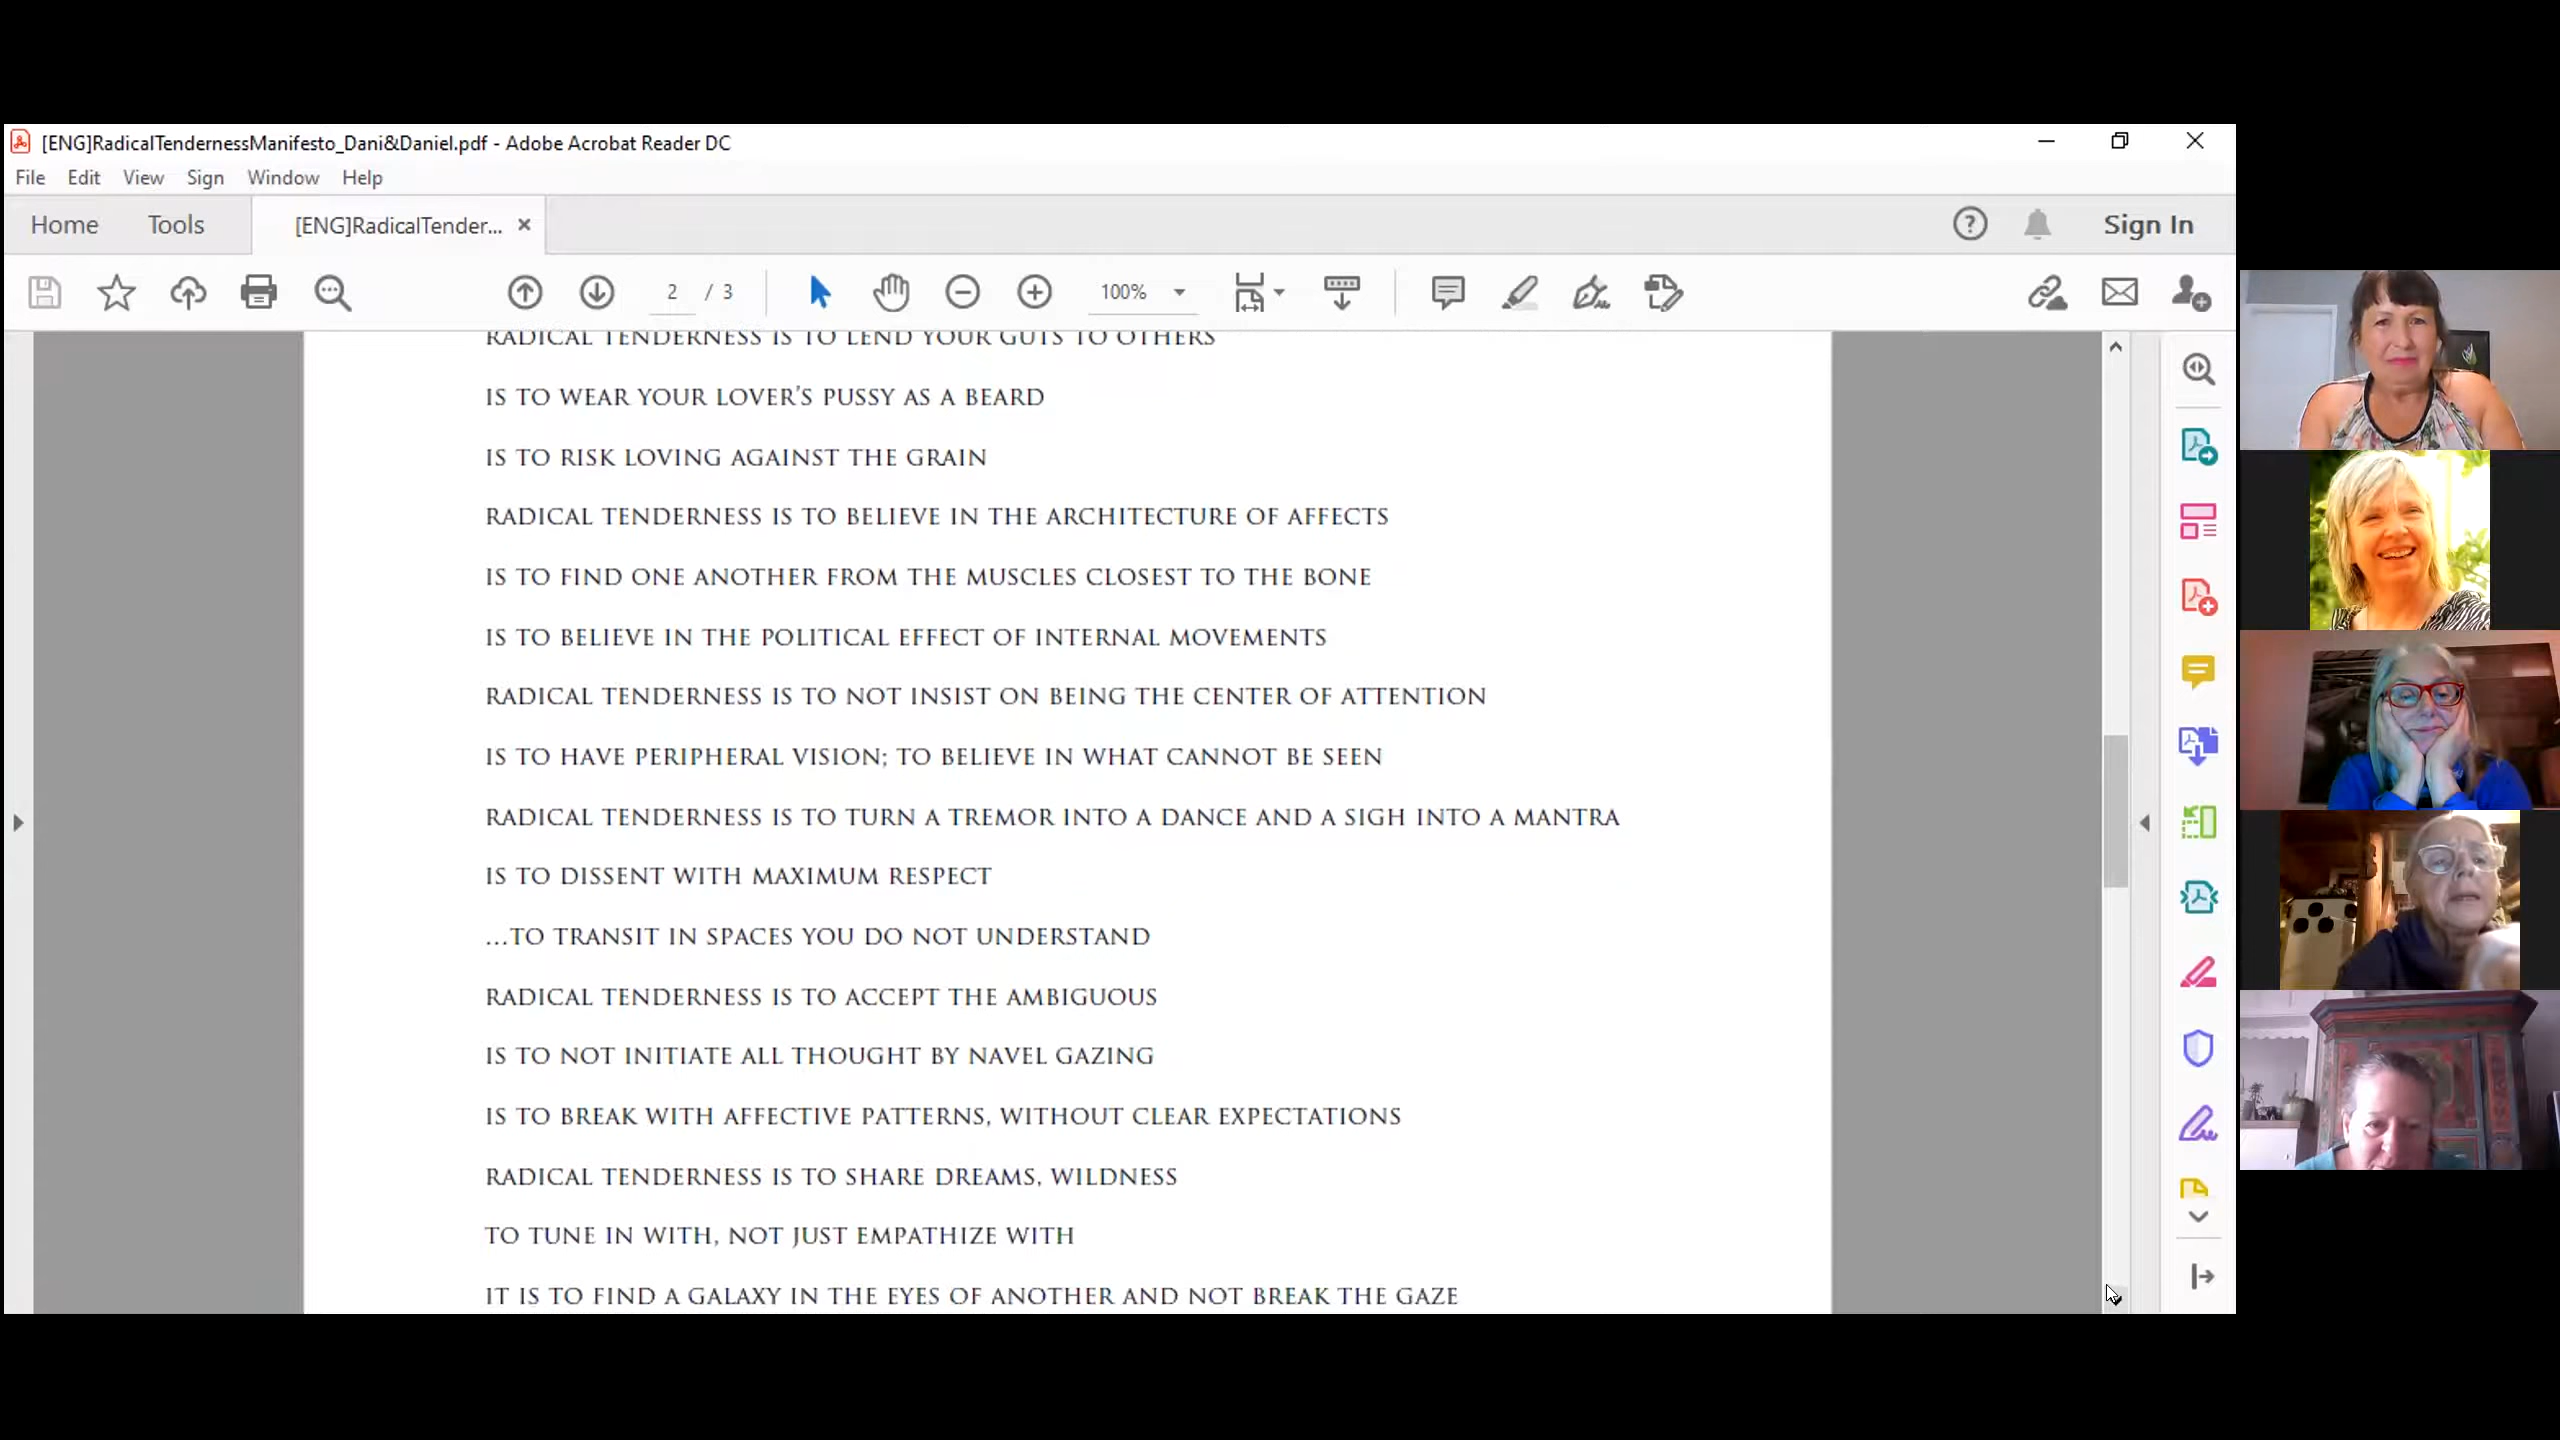 [ENG]RadicalTendernessManifesto_Dani&Daniel.pdf - Adobe Acrobat Reader DC
File Edit View Sign Window Help
Home Tools [ENG]RadicalTender... Sign In
2 / 3 100%
RADICAL TENDERNESS IS TO LEND YOUR GUTS TO OTHERS
IS TO WEAR YOUR LOVER'S PUSSY AS A BEARD
IS TO RISK LOVING AGAINST THE GRAIN
RADICAL TENDERNESS IS TO BELIEVE IN THE ARCHITECTURE OF AFFECTS
IS TO FIND ONE ANOTHER FROM THE MUSCLES CLOSEST TO THE BONE
IS TO BELIEVE IN THE POLITICAL EFFECT OF INTERNAL MOVEMENTS
RADICAL TENDERNESS IS TO NOT INSIST ON BEING THE CENTER OF ATTENTION
IS TO HAVE PERIPHERAL VISION; TO BELIEVE IN WHAT CANNOT BE SEEN
RADICAL TENDERNESS IS TO TURN A TREMOR INTO A DANCE AND A SIGH INTO A MANTRA
IS TO DISSENT WITH MAXIMUM RESPECT
...TO TRANSIT IN SPACES YOU DO NOT UNDERSTAND
RADICAL TENDERNESS IS TO ACCEPT THE AMBIGUOUS
IS TO NOT INITIATE ALL THOUGHT BY NAVEL GAZING
IS TO BREAK WITH AFFECTIVE PATTERNS, WITHOUT CLEAR EXPECTATIONS
RADICAL TENDERNESS IS TO SHARE DREAMS, WILDNESS
TO TUNE IN WITH, NOT JUST EMPATHIZE WITH
IT IS TO FIND A GALAXY IN THE EYES OF ANOTHER AND NOT BREAK THE GAZE